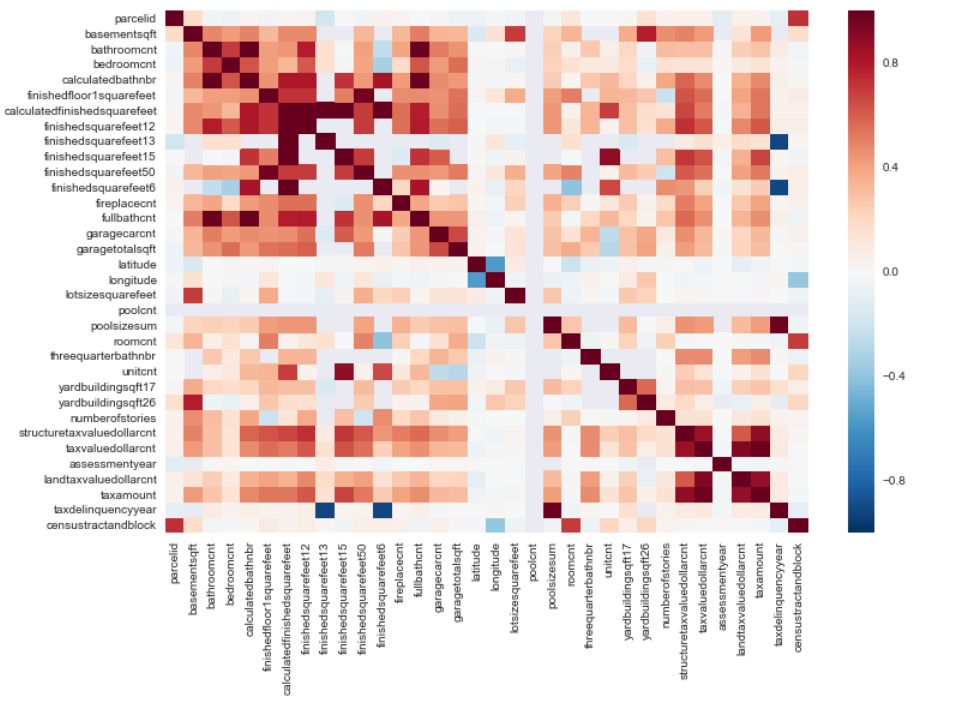 parcelid
basementsqft
bathroomcnt
bedroomcnt
calculatedbathnbr
finishedfloor1squarefeet
calculatedfinishedsquarefeet
finishedsquarefeet12
finishedsquarefeet13
finishedsquarefeet15
finishedsquarefeet50
finishedsquarefeet6
fireplacecnt
fullbathcnt
garagecarcnt
garagetotalsqft
latitude
longitude
lotsizesquarefeet
poolcnt
poolsizesum
roomcnt
threequarterbathnbr
unitcnt
yardbuildingsqft17
yardbuildingsqft26
numberofstories
structuretaxvaluedollarcnt
taxvaluedollarcnt
assessmentyear
landtaxvaluedollarcnt
taxamount
taxdelinquencyyear
censustractandblock
parcelid
basementsqft
bathroomcnt
bedroomcnt
calculatedbathnbr
finishedfloor1squarefeet
calculatedfinishedsquarefeet
finishedsquarefeet12
finishedsquarefeet13
finishedsquarefeet15
finishedsquarefeet50
finishedsquarefeet6
fireplacecnt
fullbathcnt
garagecarcnt
garagetotalsqft
latitude
longitude
lotsizesquarefeet
poolcnt
poolsizesum
roomcnt
threequarterbathnbr
unitcnt
yardbuildingsqft17
yardbuildingsqft26
numberofstories
structuretaxvaluedollarcnt
taxvaluedollarcnt
assessmentyear
landtaxvaluedollarcnt
taxamount
taxdelinquencyyear
censustractandblock
0.8
0.4
0.0
−0.4
−0.8